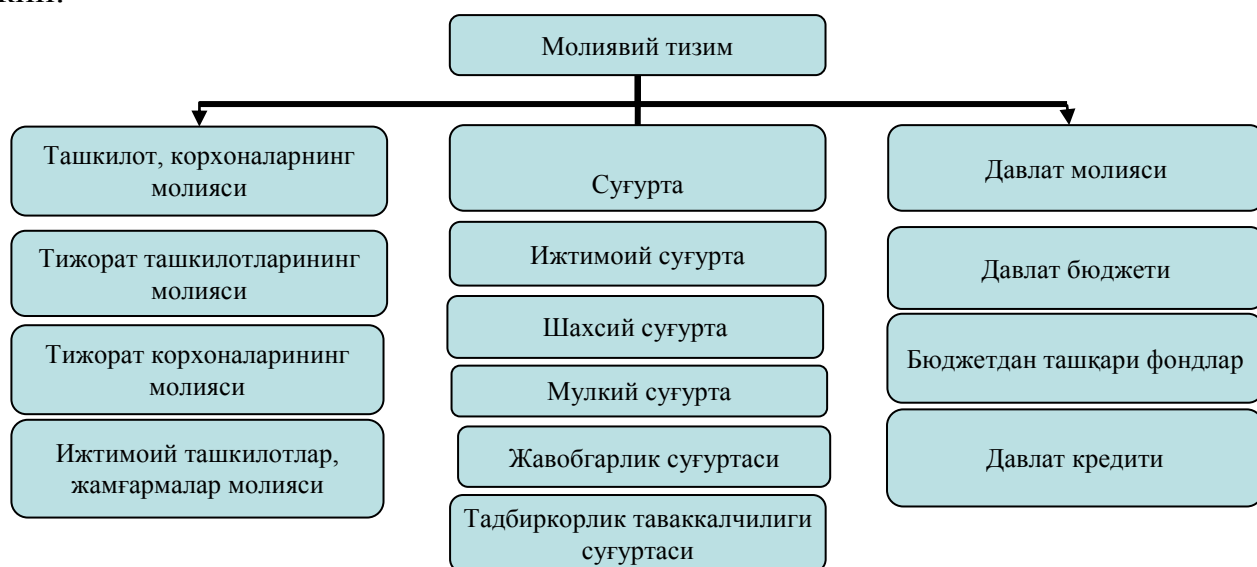 Молиявий тизим
Ташкилот, корхоналарнинг
молияси
Тижорат ташкилотларининг
молияси
Тижорат корхоналарининг
молияси
Ижтимоий ташкилотлар,
жамғармалар молияси
Суғурта
Ижтимоий суғурта
Шахсий суғурта
Мулкий суғурта
Жавобгарлик суғуртаси
Тадбиркорлик таваккалчилиги
суғуртаси
Давлат молияси
Давлат бюджети
Бюджетдан ташқари фондлар
Давлат кредити